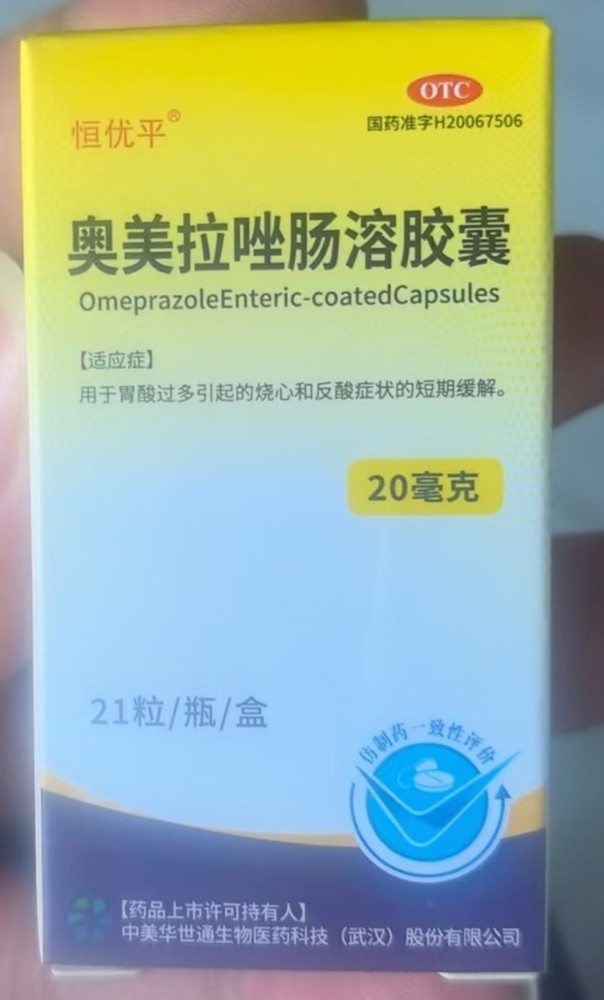 OTC
恒优平®
国药准字H20067506
奥美拉唑肠溶胶囊
OmeprazoleEnteric-coatedCapsules
【适应症】
用于胃酸过多引起的烧心和反酸症状的短期缓解。
20毫克
21粒/瓶/盒
仿制药一致性评价
【药品上市许可持有人】
中美华世通生物医药科技（武汉）股份有限公司